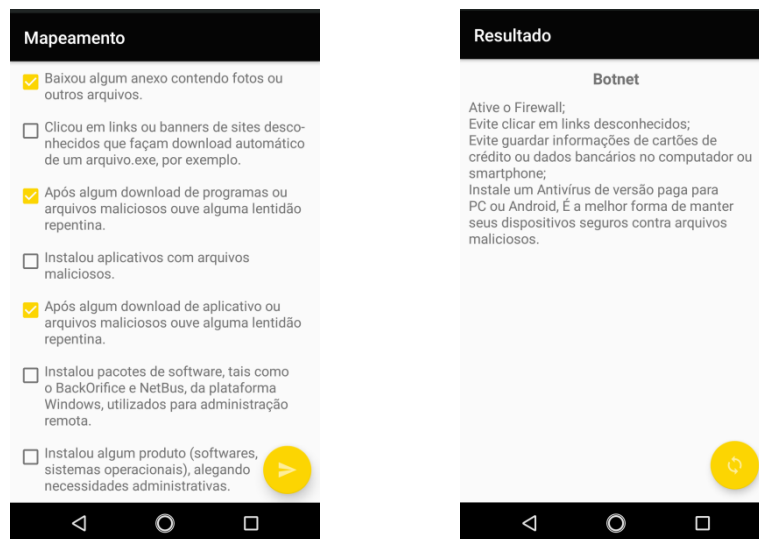 Mapeamento
Baixou algum anexo contendo fotos ou
outros arquivos.
Clicou em links ou banners de sites desco-
nhecidos que façam download automático
de um arquivo.exe, por exemplo.
Após algum download de programas ou
arquivos maliciosos ouve alguma lentidão
repentina.
Instalou aplicativos com arquivos
maliciosos.
Após algum download de aplicativo ou
arquivos maliciosos ouve alguma lentidão
repentina.
Instalou pacotes de software, tais como
o BackOrifice e NetBus, da plataforma
Windows, utilizados para administração
remota.
Instalou algum produto (softwares,
sistemas operacionais), alegando
necessidades administrativas.
Resultado
Botnet
Ative o Firewall;
Evite clicar em links desconhecidos;
Evite guardar informações de cartões de
crédito ou dados bancários no computador ou
smartphone;
Instale um Antivírus de versão paga para
PC ou Android, É a melhor forma de manter
seus dispositivos seguros contra arquivos
maliciosos.